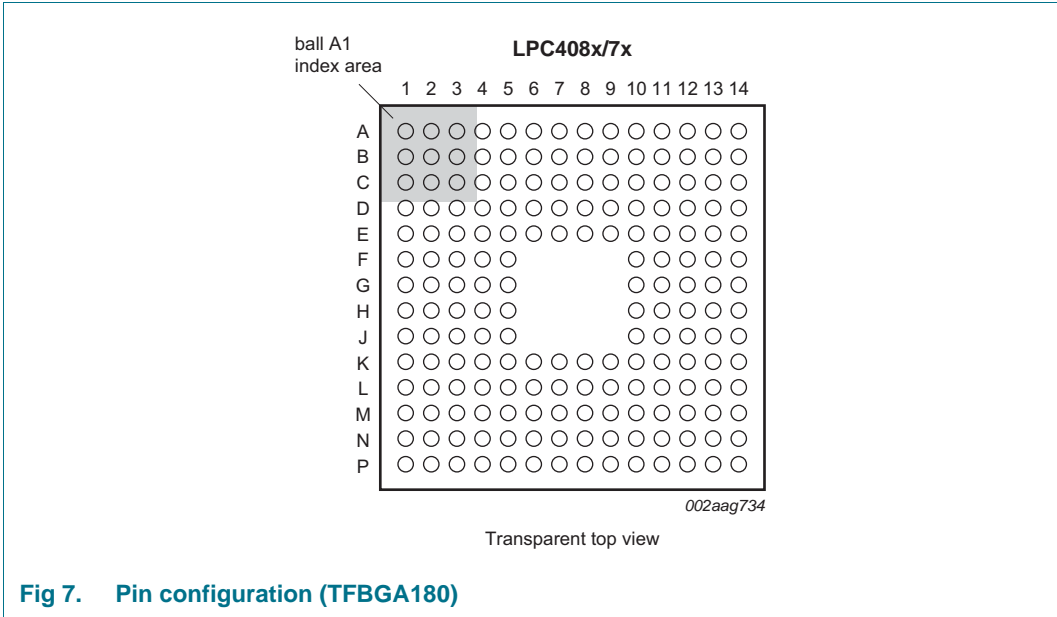 ball A1
index area
LPC408x/7x
1 2 3 4 5 6 7 8 9 10 11 12 13 14
A
B
C
D
E
F
G
H
J
K
L
M
N
P
002aag734
Transparent top view
Fig 7. Pin configuration (TFBGA180)